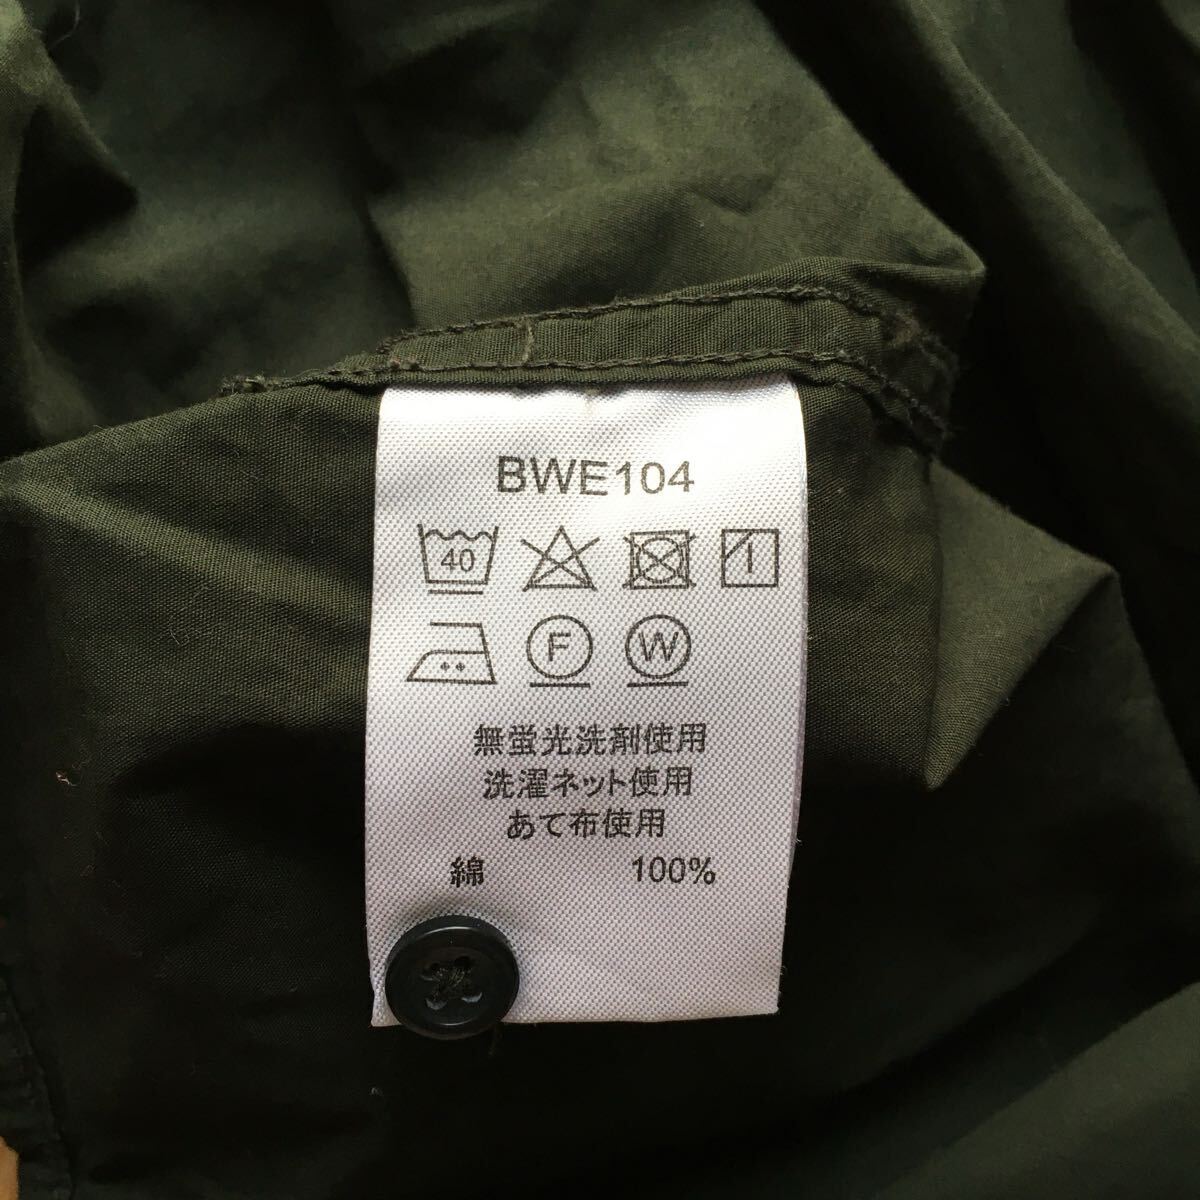 BWE104
40
F W
無蛍光洗剤使用
洗濯ネット使用
あて布使用
綿 100%